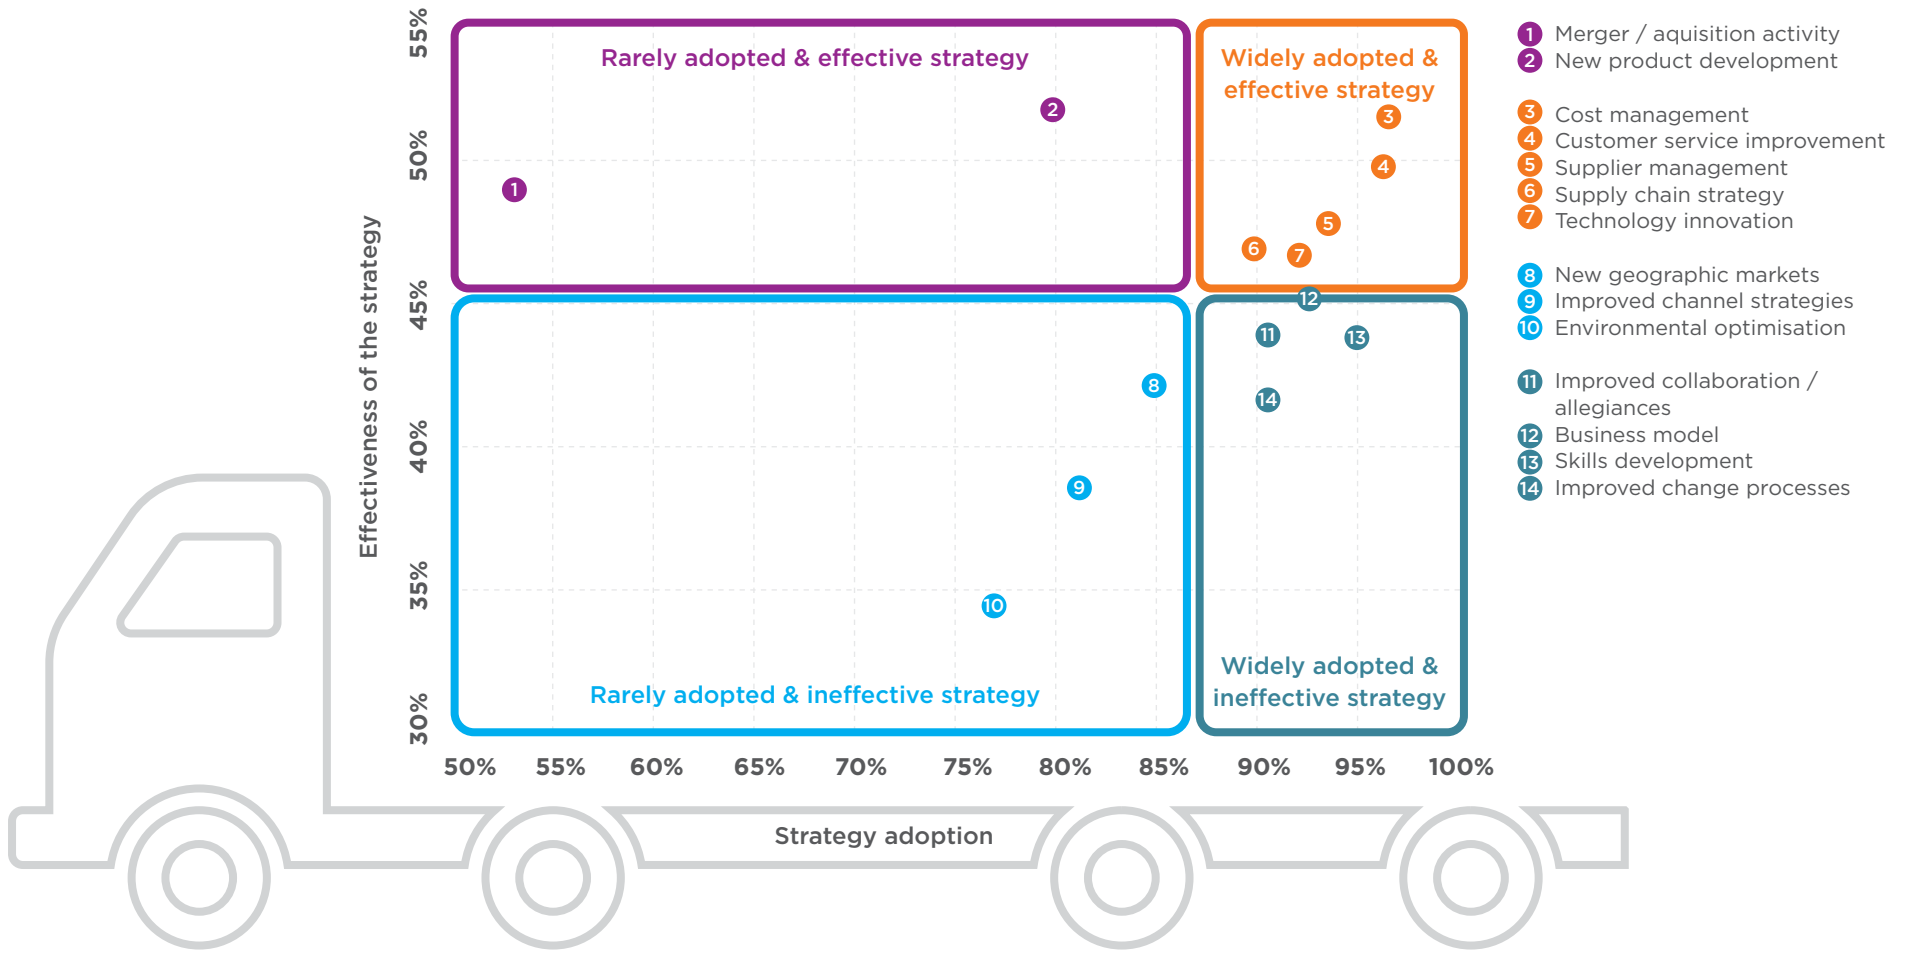 55%
50%
45%
40%
35%
30%
Effectiveness of the strategy
Rarely adopted & effective strategy
2
1
Widely adopted &
effective strategy
3
4
5
6
7
Rarely adopted & ineffective strategy
8
9
10
12
11
13
14
Widely adopted &
ineffective strategy
50% 55% 60% 65% 70% 75% 80% 85% 90% 95% 100%
Strategy adoption
1 Merger / aquisition activity
2 New product development
3 Cost management
4 Customer service improvement
5 Supplier management
6 Supply chain strategy
7 Technology innovation
8 New geographic markets
9 Improved channel strategies
10 Environmental optimisation
11 Improved collaboration /
allegiances
12 Business model
13 Skills development
14 Improved change processes